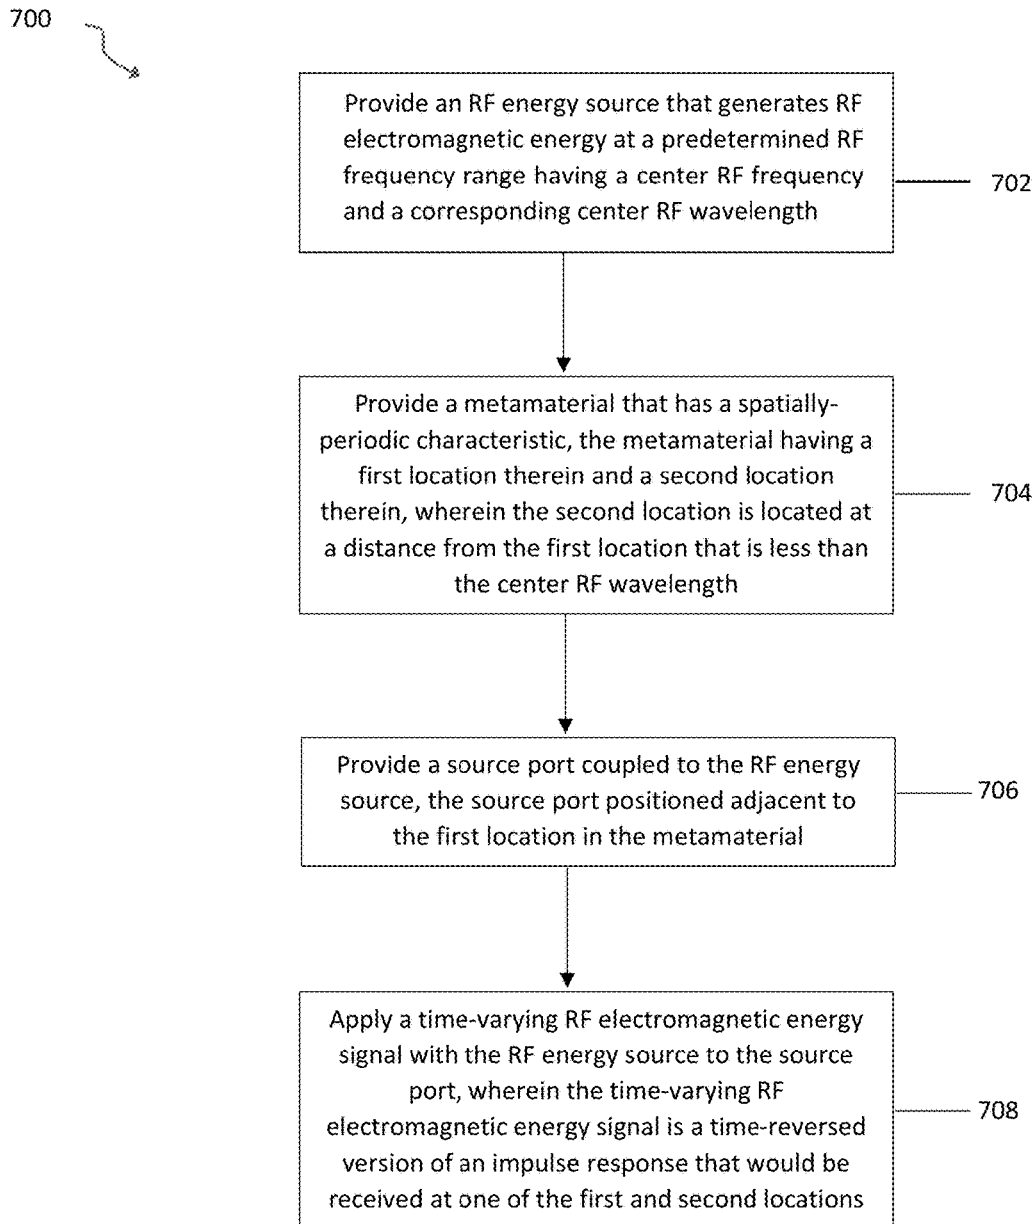 700
Provide an RF energy source that generates RF
electromagnetic energy at a predetermined RF
frequency range having a center RF frequency
and a corresponding center RF wavelength
702
Provide a metamaterial that has a spatially-
periodic characteristic, the metamaterial having a
first location therein and a second location
therein, wherein the second location is located at
a distance from the first location that is less than
the center RF wavelength
704
Provide a source port coupled to the RF energy
source, the source port positioned adjacent to
the first location in the metamaterial
706
Apply a time-varying RF electromagnetic energy
signal with the RF energy source to the source
port, wherein the time-varying RF
electromagnetic energy signal is a time-reversed
version of an impulse response that would be
received at one of the first and second locations
708